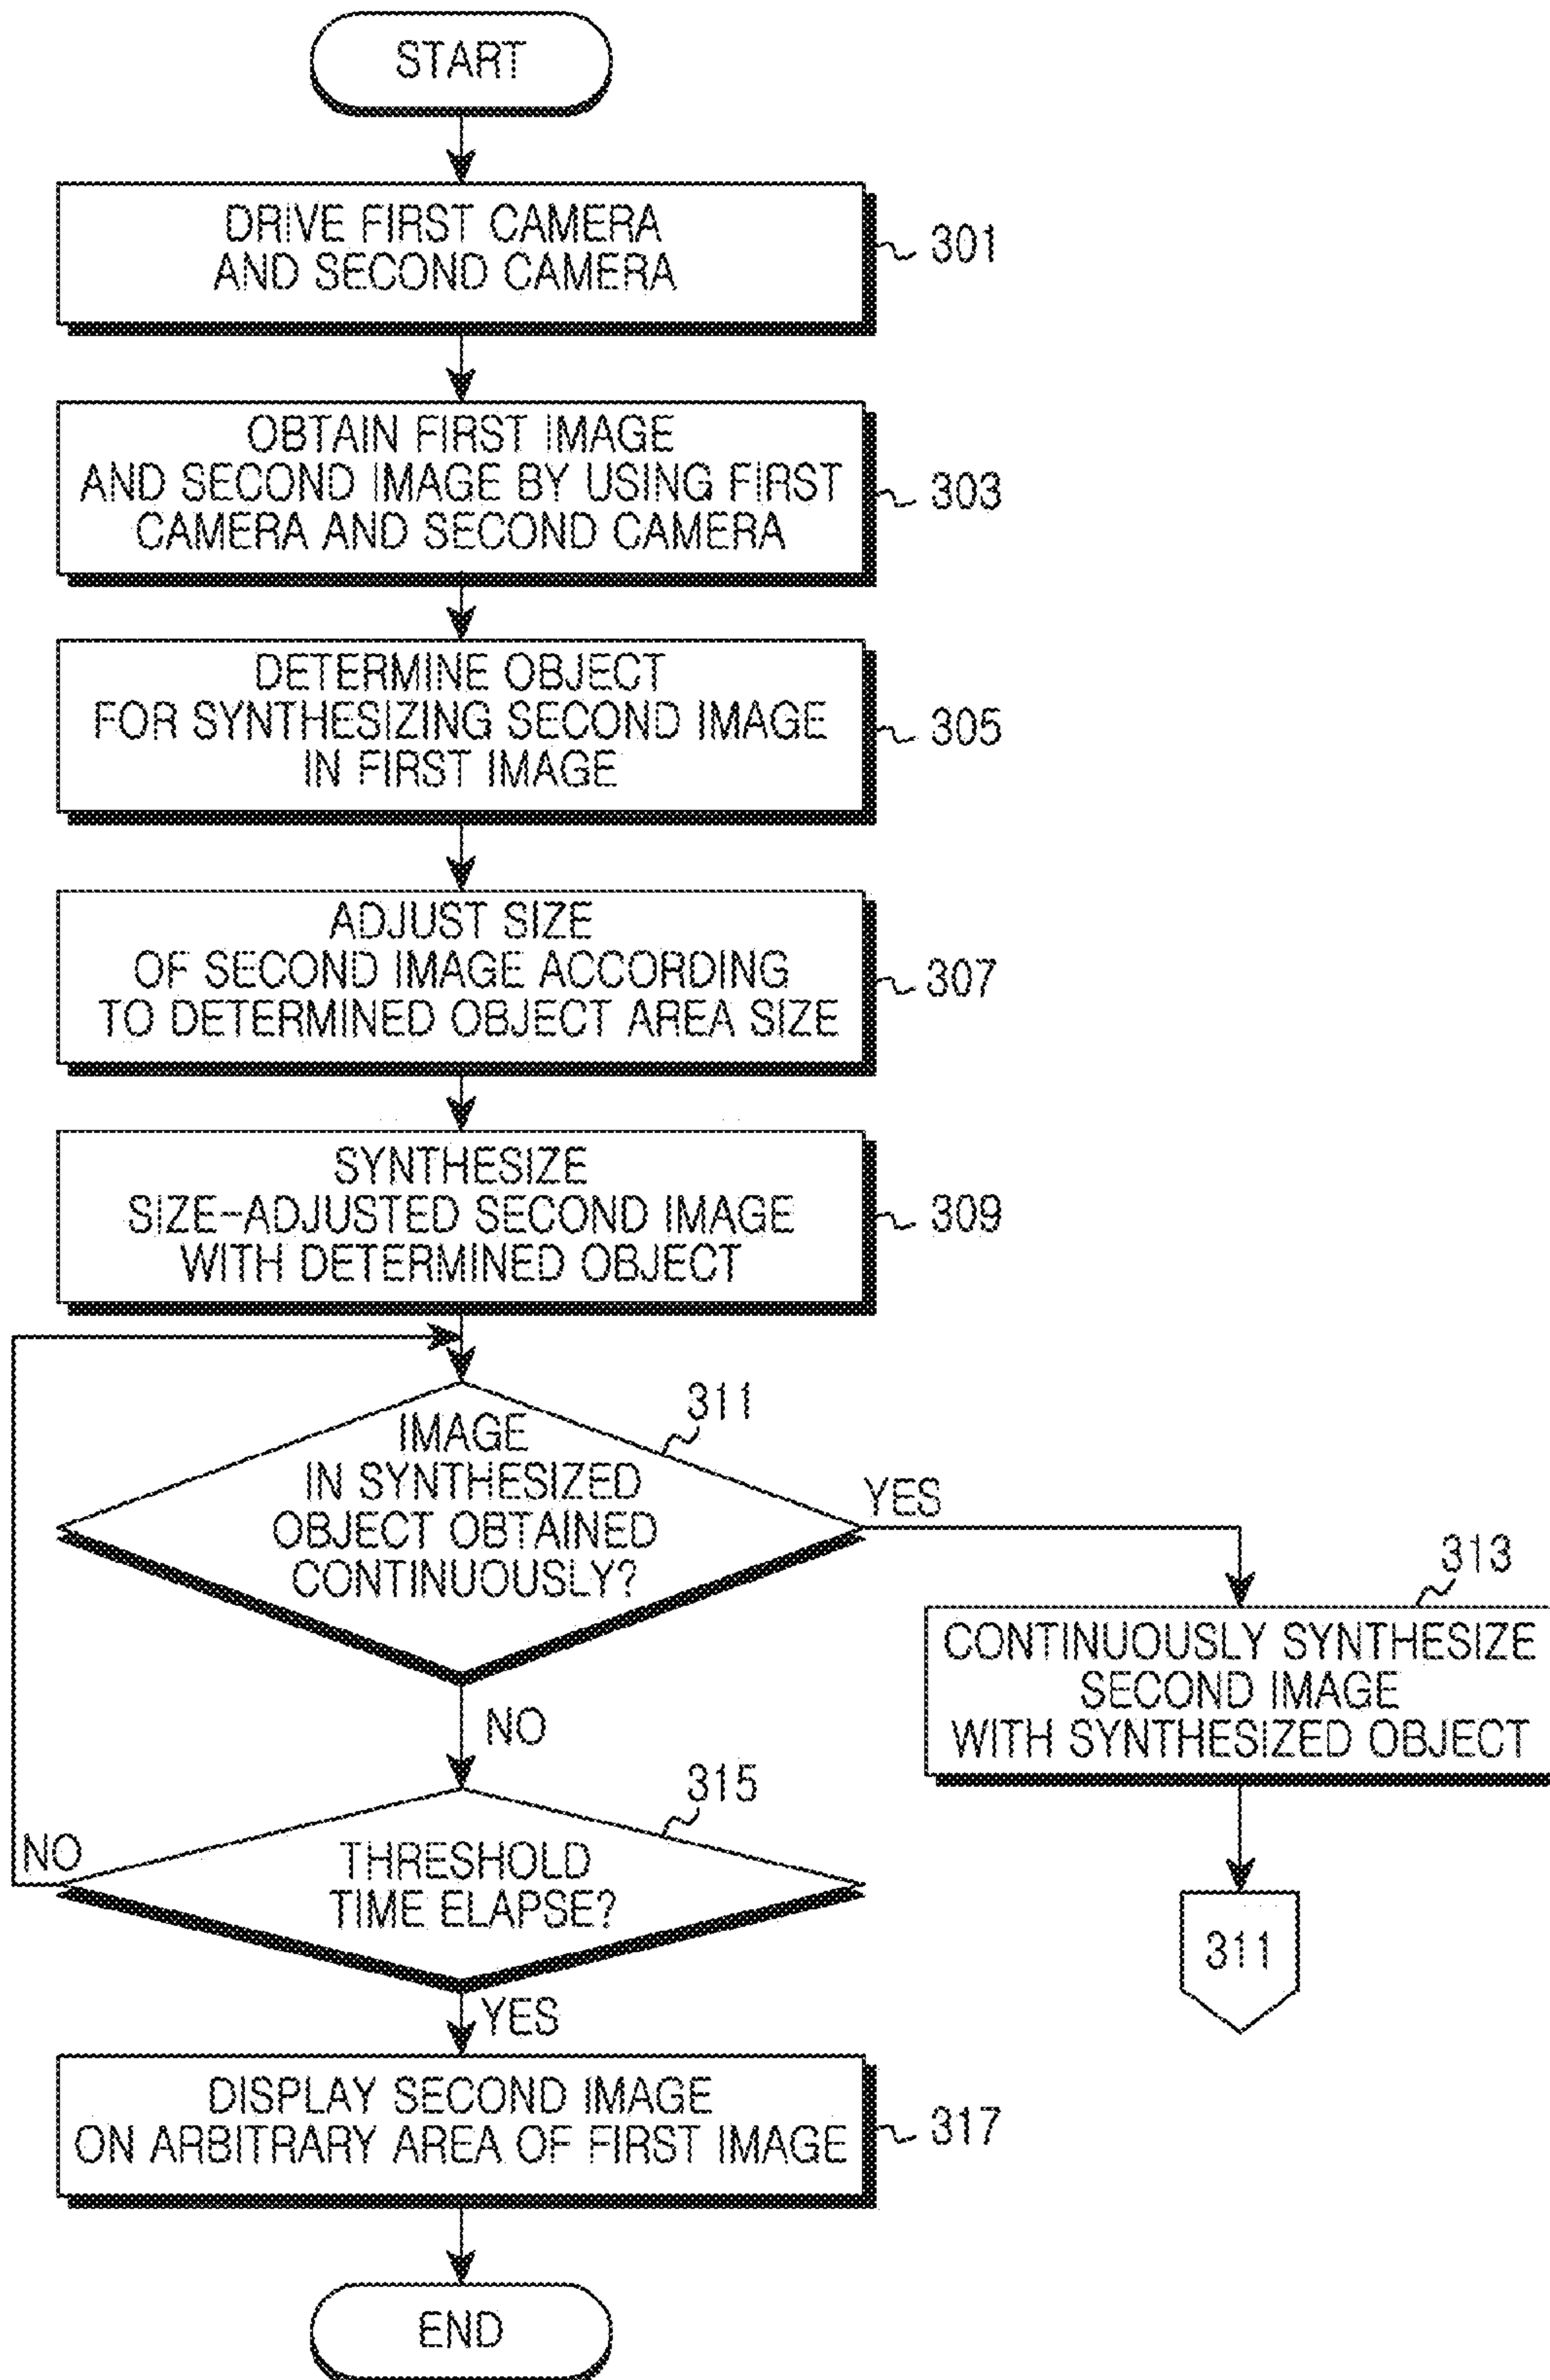 START
DRIVE FIRST CAMERA
AND SECOND CAMERA
301
OBTAIN FIRST IMAGE
AND SECOND IMAGE BY USING FIRST
CAMERA AND SECOND CAMERA
303
DETERMINE OBJECT
FOR SYNTHESIZING SECOND IMAGE
IN FIRST IMAGE
305
ADJUST SIZE
OF SECOND IMAGE ACCORDING
TO DETERMINED OBJECT AREA SIZE
307
SYNTHESIZE
SIZE-ADJUSTED SECOND IMAGE
WITH DETERMINED OBJECT
309
311
IMAGE
IN SYNTHESIZED
OBJECT OBTAINED
CONTINUOUSLY?
YES
313
CONTINUOUSLY SYNTHESIZE
SECOND IMAGE
WITH SYNTHESIZED OBJECT
311
NO
315
THRESHOLD
TIME ELAPSE?
NO
YES
DISPLAY SECOND IMAGE
ON ARBITRARY AREA OF FIRST IMAGE
317
END